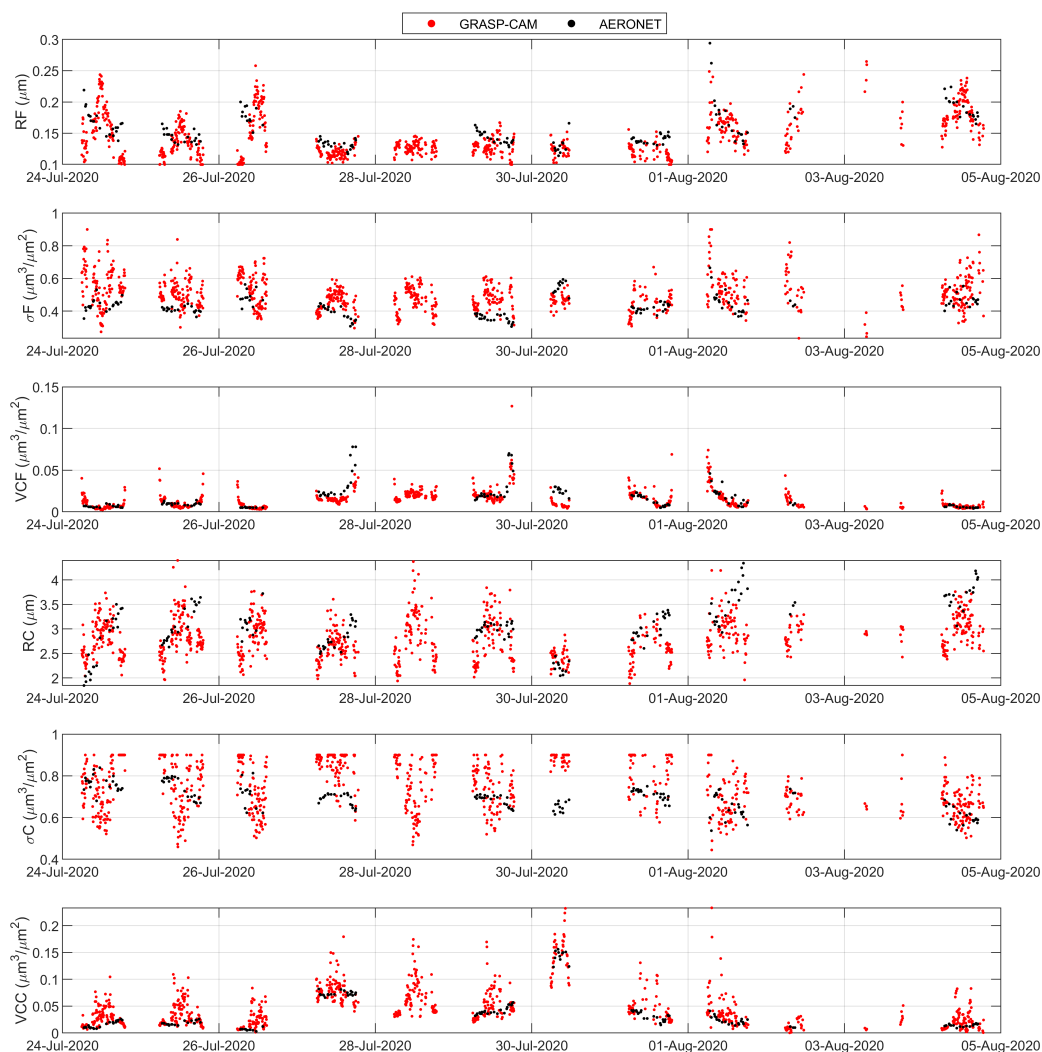 GRASP-CAM AERONET
RF (μm)
0.3
0.25
0.2
0.15
0.1
24-Jul-2020 26-Jul-2020 28-Jul-2020 30-Jul-2020 01-Aug-2020 03-Aug-2020 05-Aug-2020
σF (μm³/μm²)
1
0.8
0.6
0.4
24-Jul-2020 26-Jul-2020 28-Jul-2020 30-Jul-2020 01-Aug-2020 03-Aug-2020 05-Aug-2020
VCF (μm³/μm²)
0.15
0.1
0.05
0
24-Jul-2020 26-Jul-2020 28-Jul-2020 30-Jul-2020 01-Aug-2020 03-Aug-2020 05-Aug-2020
RC (μm)
4
3.5
3
2.5
2
24-Jul-2020 26-Jul-2020 28-Jul-2020 30-Jul-2020 01-Aug-2020 03-Aug-2020 05-Aug-2020
σC (μm³/μm²)
1
0.8
0.6
0.4
24-Jul-2020 26-Jul-2020 28-Jul-2020 30-Jul-2020 01-Aug-2020 03-Aug-2020 05-Aug-2020
VCC (μm³/μm²)
0.2
0.15
0.1
0.05
0
24-Jul-2020 26-Jul-2020 28-Jul-2020 30-Jul-2020 01-Aug-2020 03-Aug-2020 05-Aug-2020